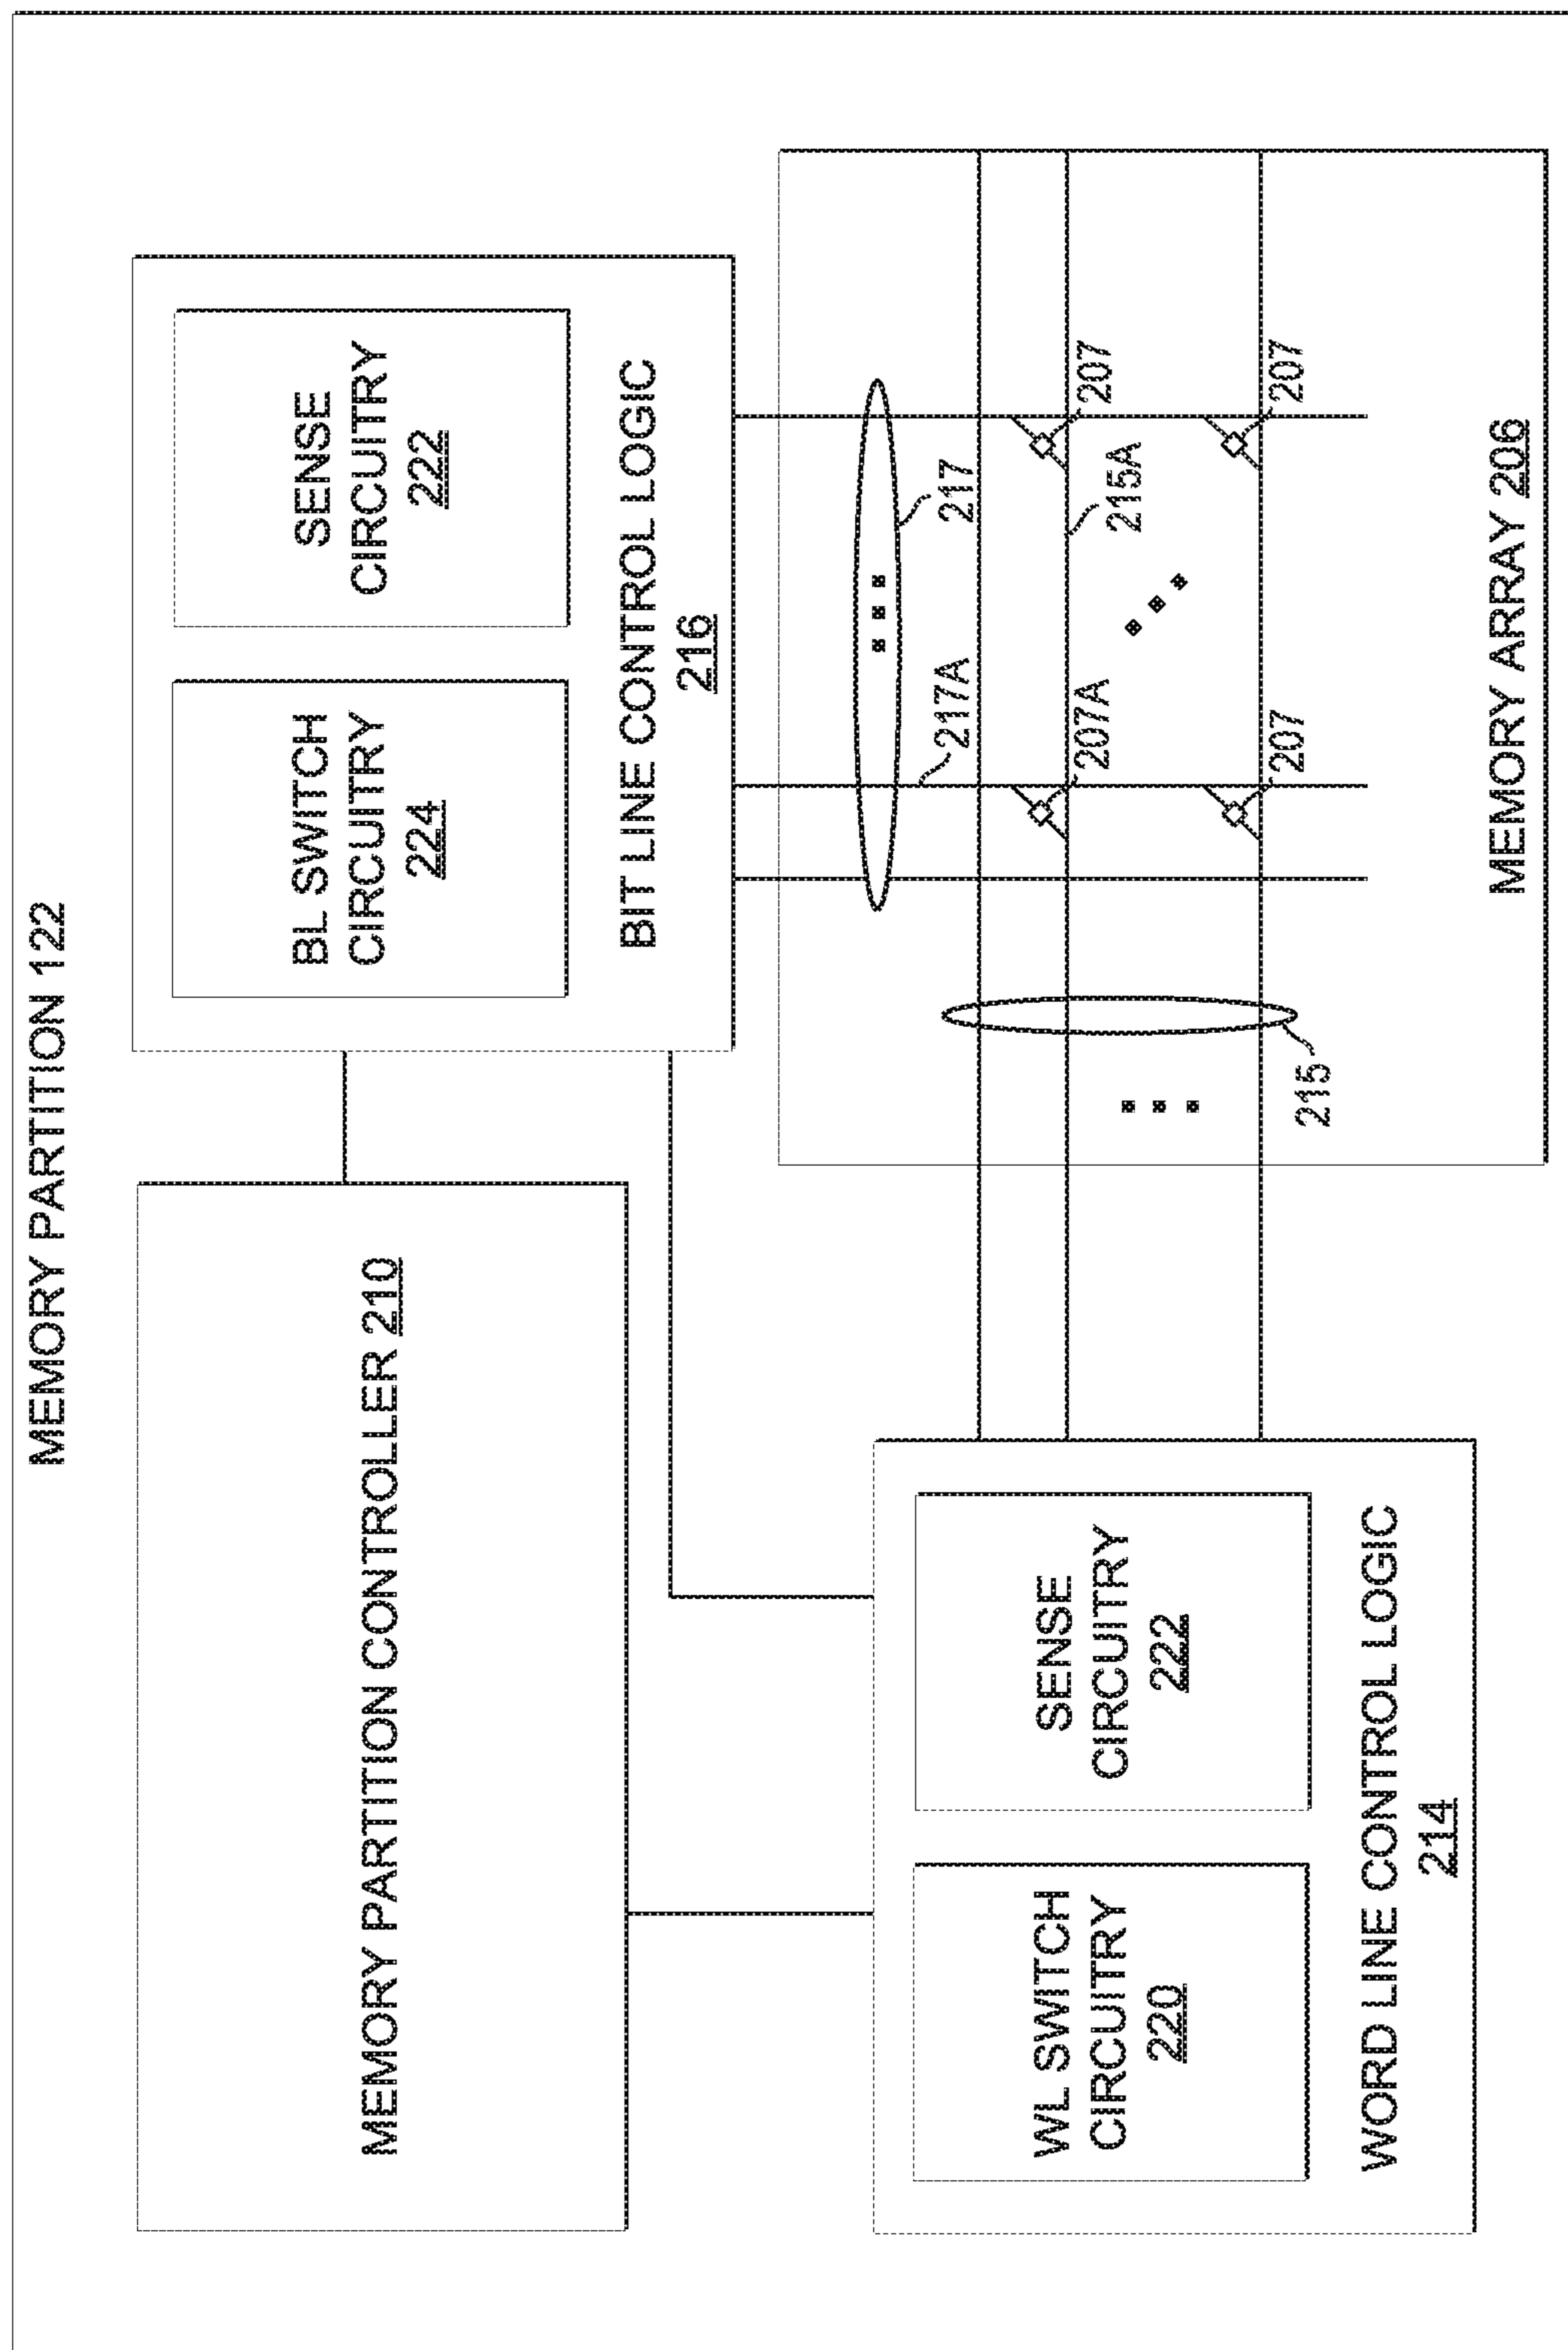 MEMORY PARTITION 122
MEMORY PARTITION CONTROLLER 210
BL SWITCH
CIRCUITRY
224
SENSE
CIRCUITRY
222
BIT LINE CONTROL LOGIC
216
WL SWITCH
CIRCUITRY
220
SENSE
CIRCUITRY
222
WORD LINE CONTROL LOGIC
214
217
217A
207A
215A
207
207
207
215
MEMORY ARRAY 206